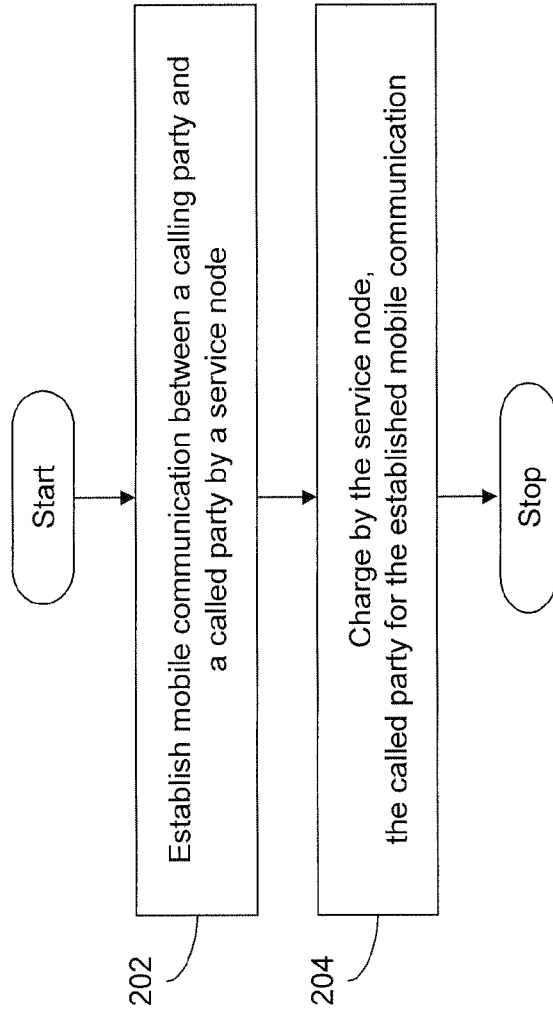 Start
202
Establish mobile communication between a calling party and
a called party by a service node
204
Charge by the service node,
the called party for the established mobile communication
Stop